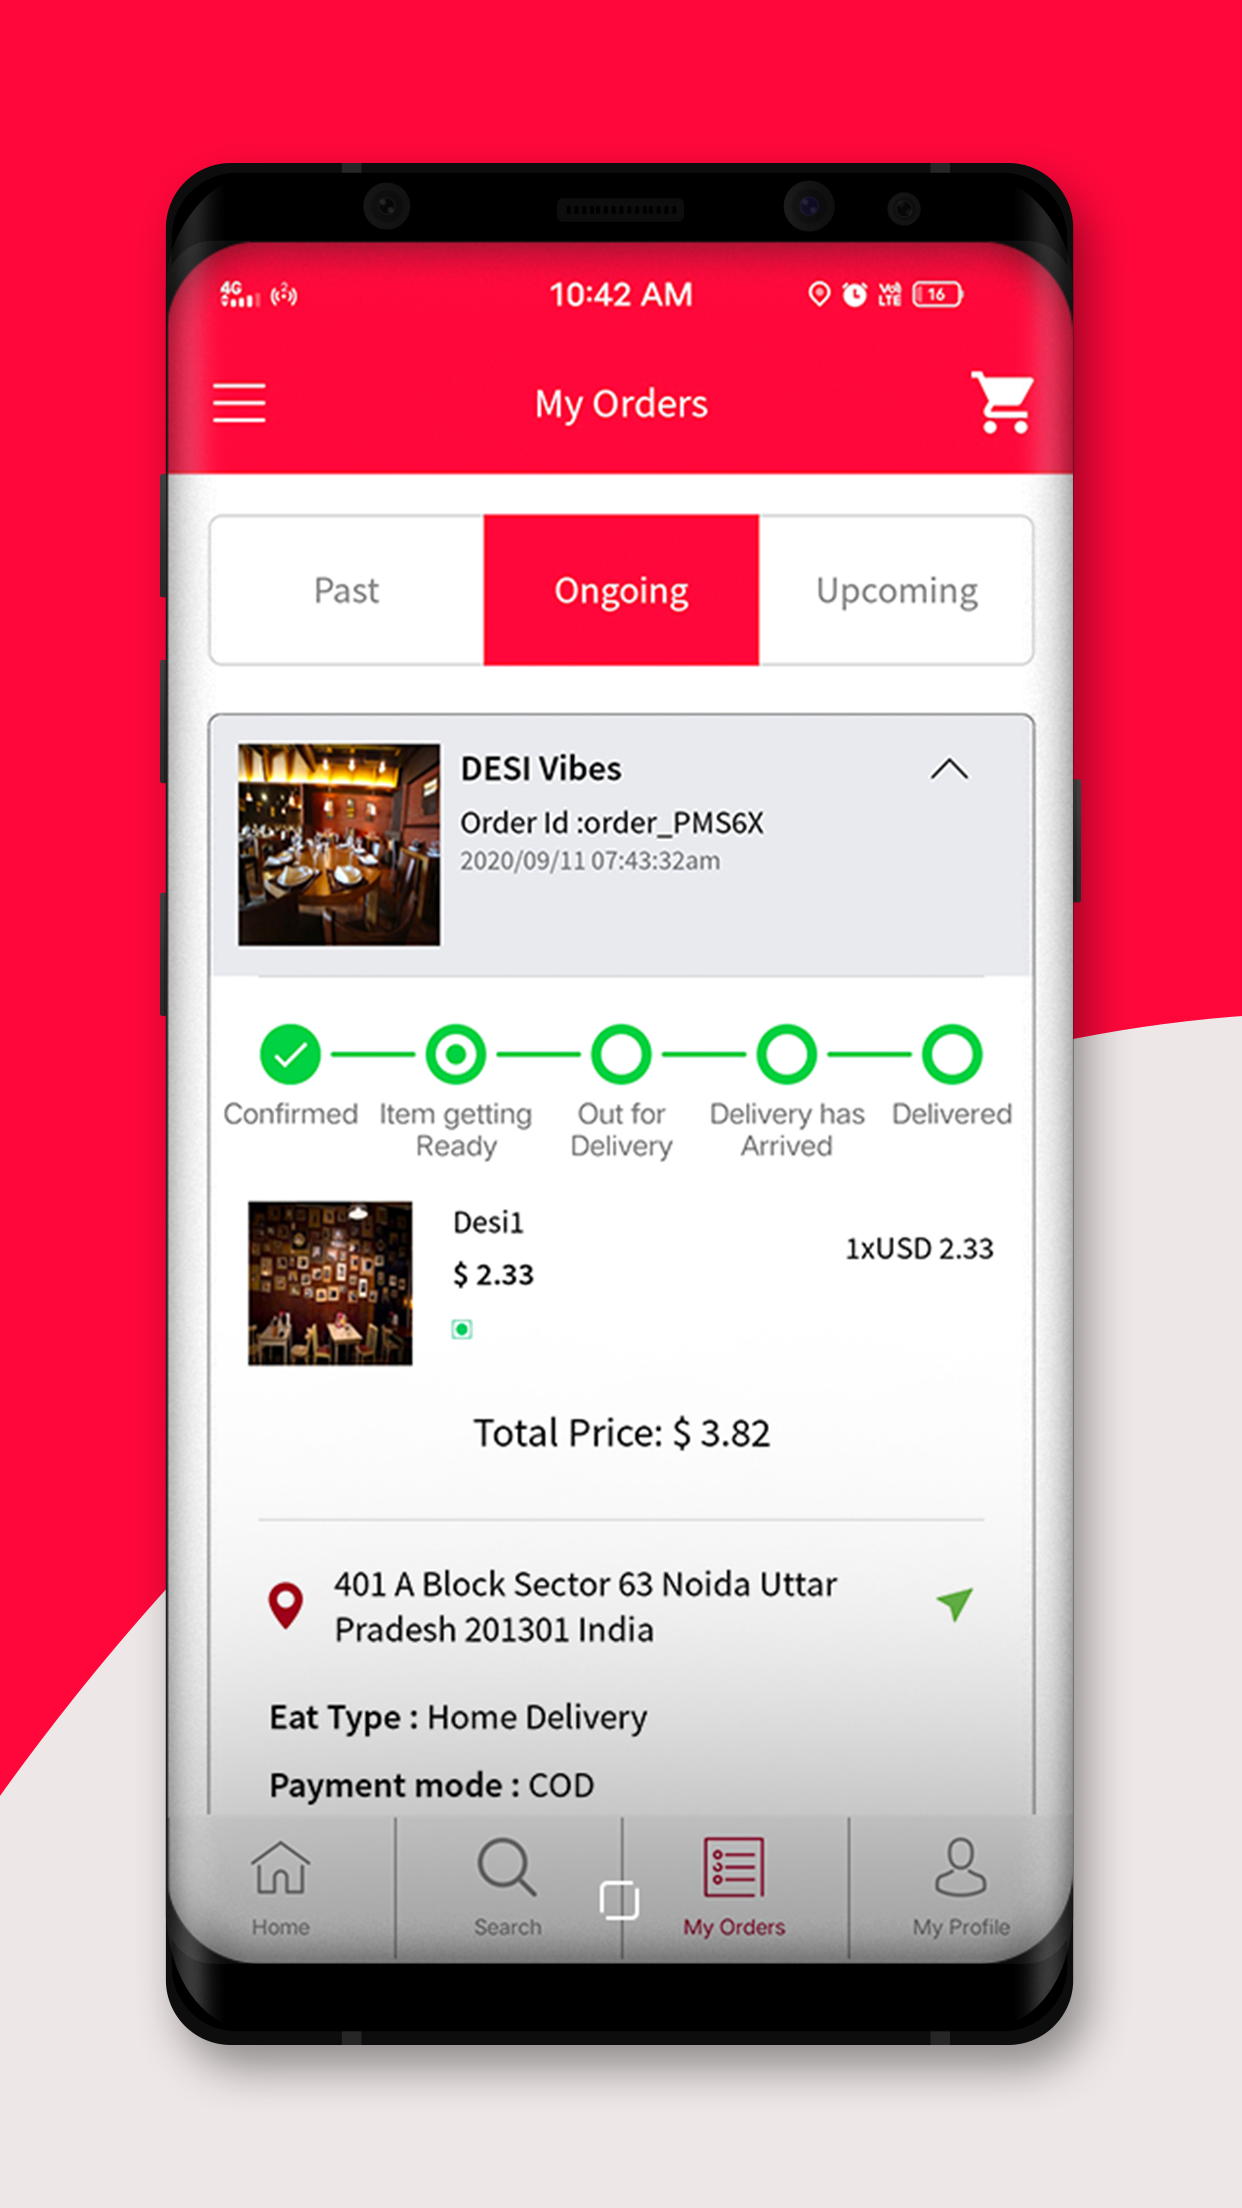 4G
2
10:42 AM
Vo)
LTE
16
My Orders
Past
Ongoing
Upcoming
DESI Vibes
Order Id :order_PMS6X
2020/09/11 07:43:32am
Confirmed
Item getting
Ready
Out for
Delivery
Delivery has
Arrived
Delivered
Desi1
$ 2.33
1xUSD 2.33
Total Price: $ 3.82
401 A Block Sector 63 Noida Uttar
Pradesh 201301 India
Eat Type : Home Delivery
Payment mode : COD
Home
Search
My Orders
My Profile